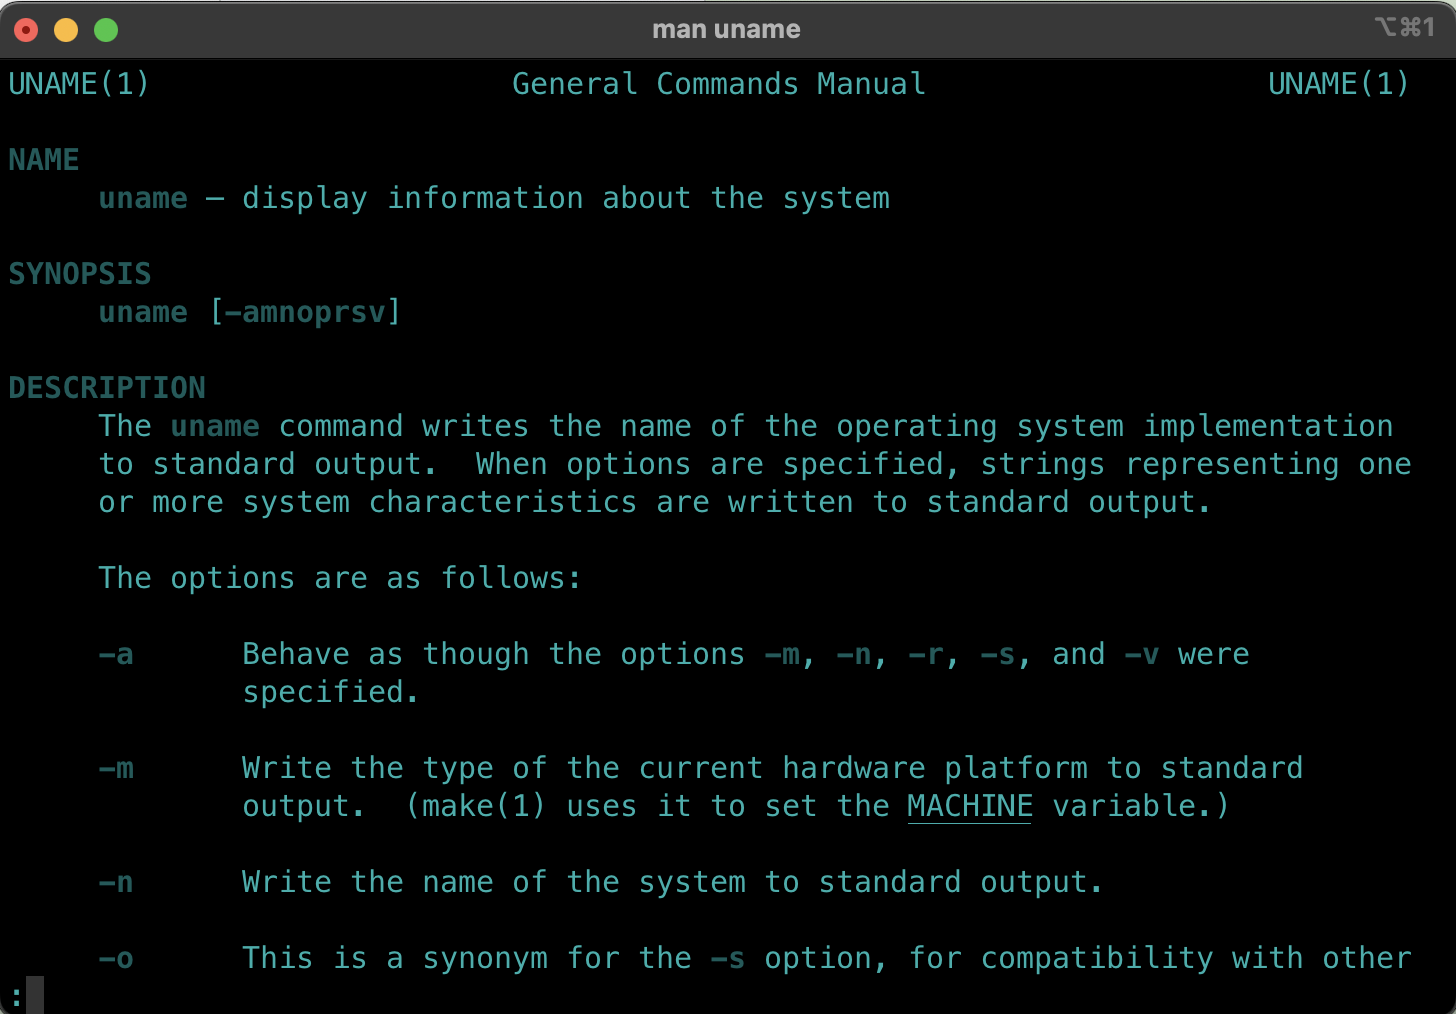 man uname ⌥⌘1
UNAME(1) General Commands Manual UNAME(1)
NAME
uname – display information about the system
SYNOPSIS
uname [-amnoprsv]
DESCRIPTION
The uname command writes the name of the operating system implementation
to standard output.  When options are specified, strings representing one
or more system characteristics are written to standard output.
The options are as follows:
-a Behave as though the options -m, -n, -r, -s, and -v were
specified.
-m Write the type of the current hardware platform to standard
output.  (make(1) uses it to set the MACHINE variable.)
-n Write the name of the system to standard output.
-o This is a synonym for the -s option, for compatibility with other
: